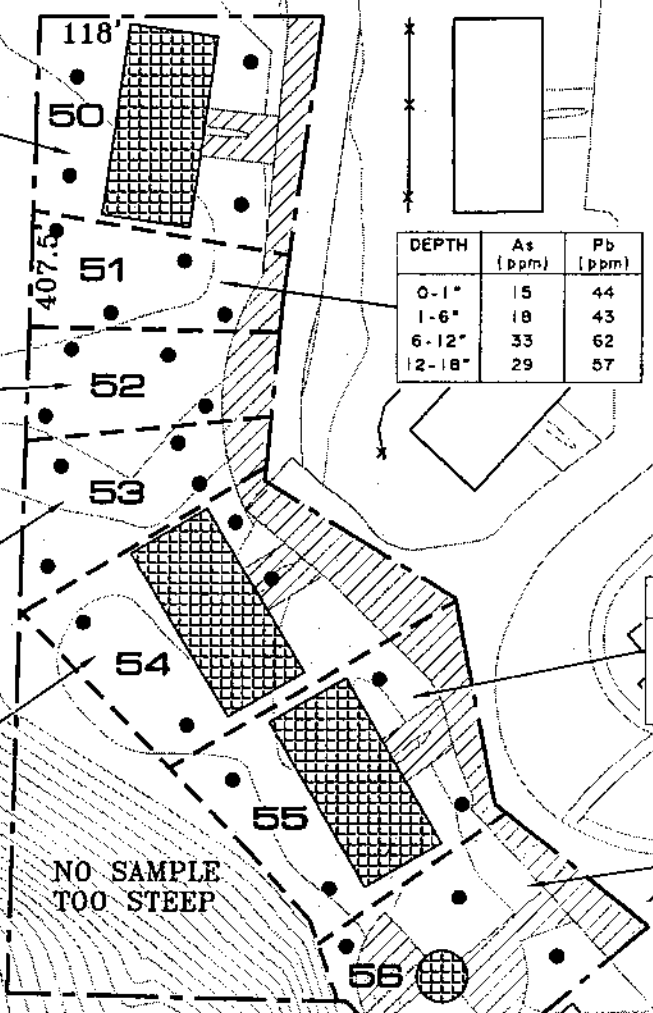 118'
50
407.5'
51
DEPTH As (ppm) Pb (ppm)
0-1" 15 44
1-6" 18 43
6-12" 33 62
12-18" 29 57
52
53
54
55
NO SAMPLE
TOO STEEP
56